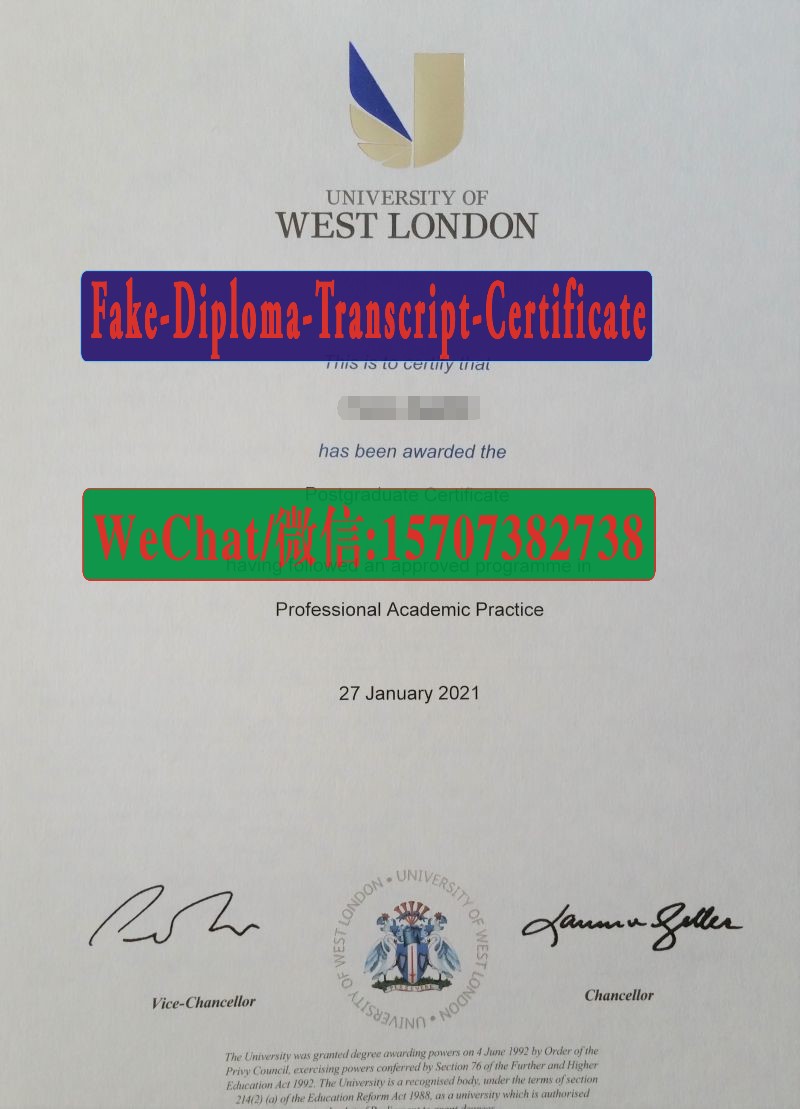 UNIVERSITY OF
WEST LONDON
Fake-Diploma-Transcript-Certificate
This is to certify that
has been awarded the
Postgraduate Certificate
WeChat/微信:15707382738
having followed an approved programme in
Professional Academic Practice
27 January 2021
UNIVERSITY OF WEST LONDON • UNIVERSITY OF WEST LONDON •
Vice-Chancellor
Chancellor
The University was granted degree awarding powers on 4 June 1992 by Order of the
Privy Council, exercising powers conferred by Section 76 of the Further and Higher
Education Act 1992. The University is a recognised body, under the terms of section
214(2) (a) of the Education Reform Act 1988, as a university which is authorised